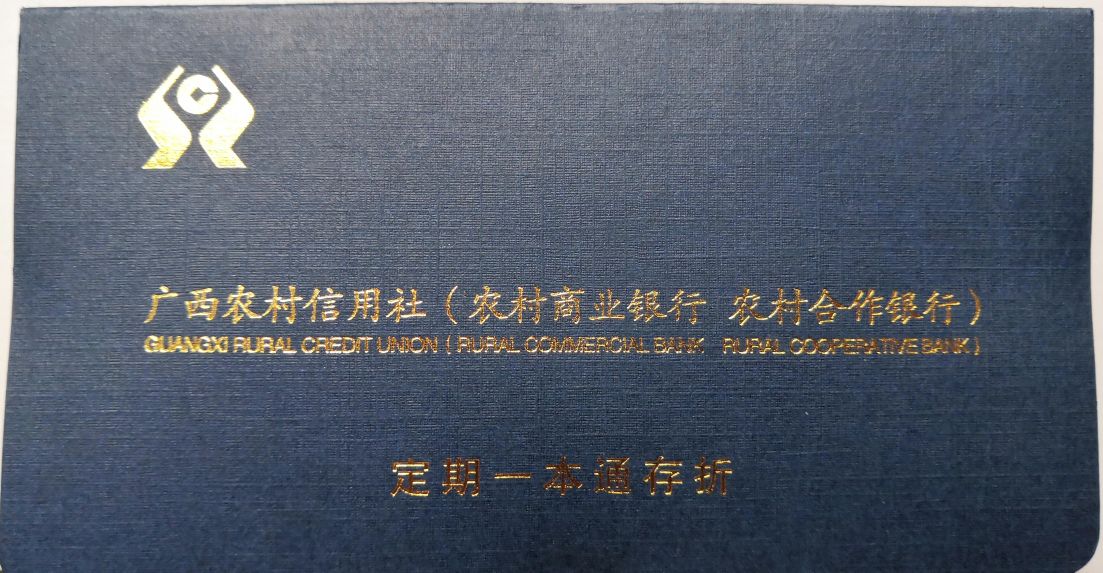 广西农村信用社（农村商业银行 农村合作银行）
GUANGXI RURAL CREDIT UNION (RURAL COMMERCIAL BANK RURAL COOPERATIVE BANK)
定期一本通存折